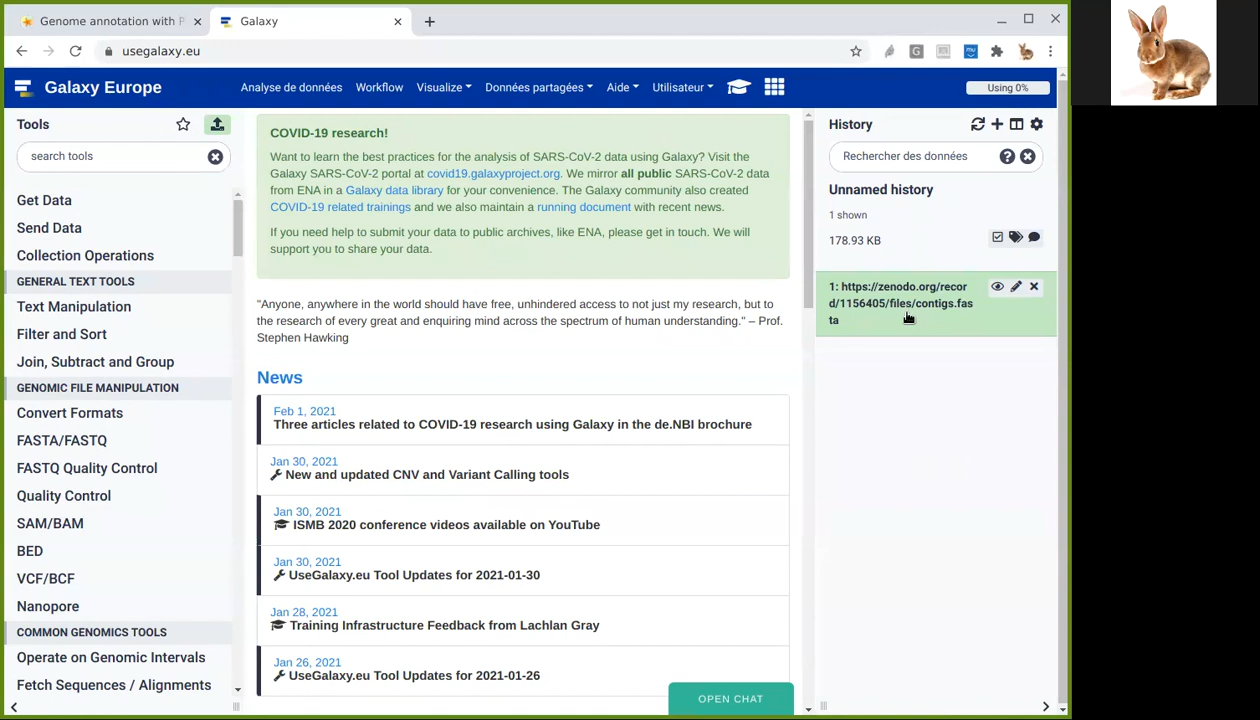 Genome annotation with P
Galaxy
usegalaxy.eu
Galaxy Europe
Analyse de données
Workflow
Visualize
Données partagées
Aide
Utilisateur
Using 0%
Tools
search tools
Get Data
Send Data
Collection Operations
GENERAL TEXT TOOLS
Text Manipulation
Filter and Sort
Join, Subtract and Group
GENOMIC FILE MANIPULATION
Convert Formats
FASTA/FASTQ
FASTQ Quality Control
Quality Control
SAM/BAM
BED
VCF/BCF
Nanopore
COMMON GENOMICS TOOLS
Operate on Genomic Intervals
Fetch Sequences / Alignments
COVID-19 research!
Want to learn the best practices for the analysis of SARS-CoV-2 data using Galaxy? Visit the
Galaxy SARS-CoV-2 portal at covid19.galaxyproject.org. We mirror all public SARS-CoV-2 data
from ENA in a Galaxy data library for your convenience. The Galaxy community also created
COVID-19 related trainings and we also maintain a running document with recent news.
If you need help to submit your data to public archives, like ENA, please get in touch. We will
support you to share your data.
"Anyone, anywhere in the world should have free, unhindered access to not just my research, but to
the research of every great and enquiring mind across the spectrum of human understanding." – Prof.
Stephen Hawking
News
Feb 1, 2021
Three articles related to COVID-19 research using Galaxy in the de.NBI brochure
Jan 30, 2021
New and updated CNV and Variant Calling tools
Jan 30, 2021
ISMB 2020 conference videos available on YouTube
Jan 30, 2021
UseGalaxy.eu Tool Updates for 2021-01-30
Jan 28, 2021
Training Infrastructure Feedback from Lachlan Gray
Jan 26, 2021
UseGalaxy.eu Tool Updates for 2021-01-26
OPEN CHAT
History
Rechercher des données
Unnamed history
1 shown
178.93 KB
1: https://zenodo.org/recor
d/1156405/files/contigs.fas
ta